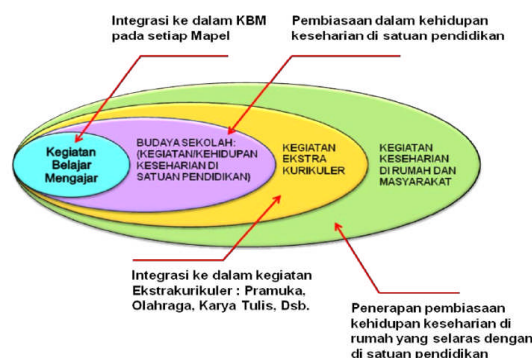 Integrasi ke dalam KBM
pada setiap Mapel
Pembiasaan dalam kehidupan
keseharian di satuan pendidikan
Kegiatan
Belajar
Mengajar
BUDAYA SEKOLAH:
(KEGIATAN/KEHIDUPAN
KESEHARIAN DI
SATUAN PENDIDIKAN)
KEGIATAN
EKSTRA
KURIKULER
KEGIATAN
KESEHARIAN
DI RUMAH DAN
MASYARAKAT
Integrasi ke dalam kegiatan
Ekstrakurikuler : Pramuka,
Olahraga, Karya Tulis, Dsb.
Penerapan pembiasaan
kehidupan keseharian di
rumah yang selaras dengan
di satuan pendidikan